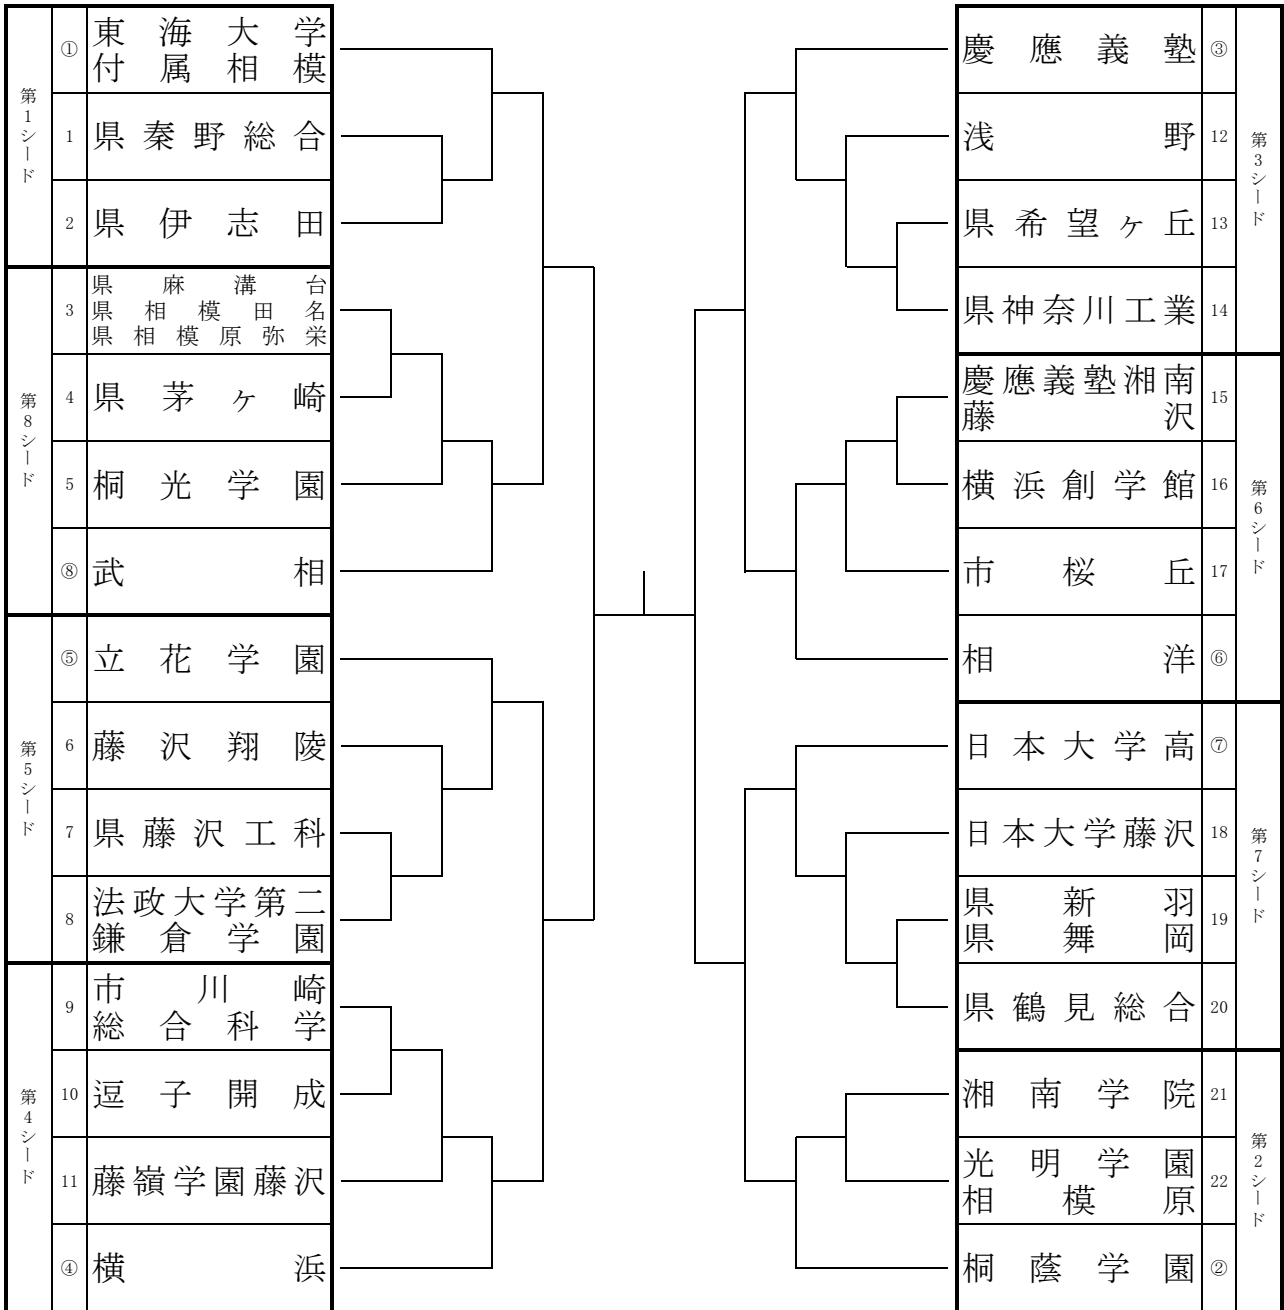 第1シード
① 東海大学
付属相模
1 県秦野総合
2 県伊志田
第8シード
3 県麻溝台
県相模田名
県相模原弥栄
4 県茅ヶ崎
5 桐光学園
⑧ 武相
第5シード
⑤ 立花学園
6 藤沢翔陵
7 県藤沢工科
8 法政大学第二
鎌倉学園
第4シード
9 市川崎
総合科学
10 逗子開成
11 藤嶺学園藤沢
④ 横浜
慶應義塾 ③
第3シード
浅野 12
県希望ヶ丘 13
県神奈川工業 14
慶應義塾湘南
藤沢 15
第6シード
横浜創学館 16
市桜丘 17
相洋 ⑥
日本大学高 ⑦
第7シード
日本大学藤沢 18
県新羽
県舞岡 19
県鶴見総合 20
湘南学院 21
第2シード
光明学園
相模原 22
桐蔭学園 ②